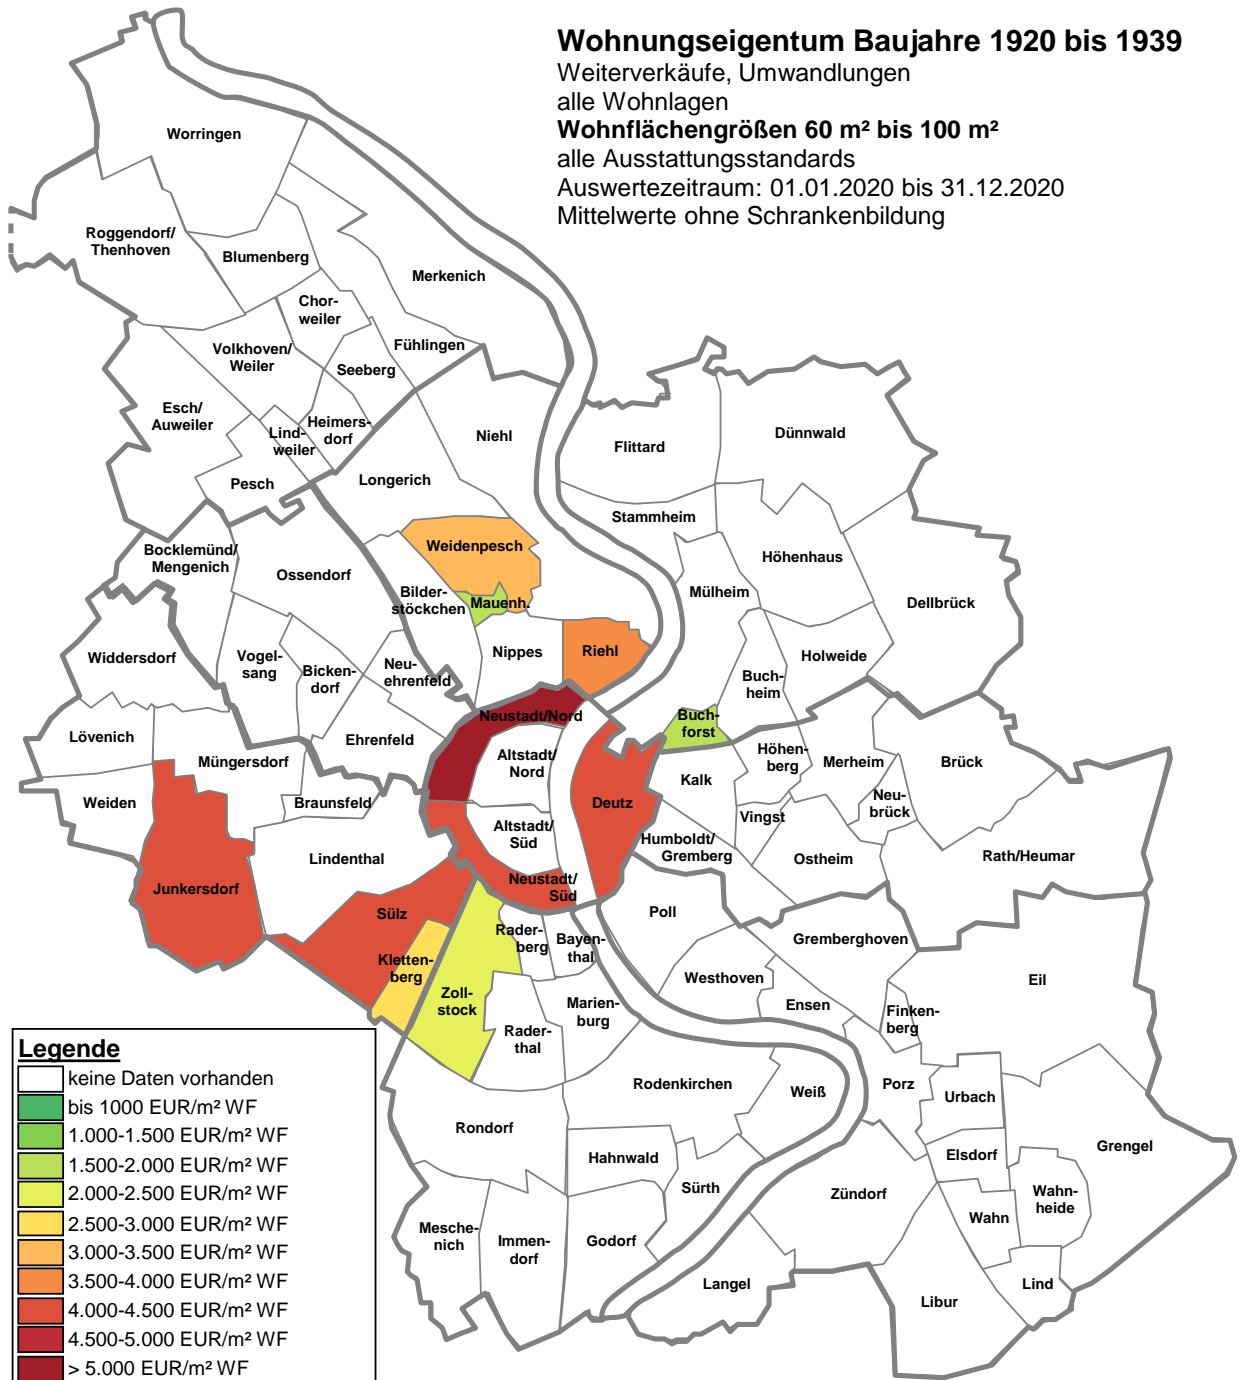 Wohnungseigentum Baujahre 1920 bis 1939
Weiterverkäufe, Umwandlungen
alle Wohnlagen
Wohnflächengrößen 60 m² bis 100 m²
alle Ausstattungsstandards
Auswertezeitraum: 01.01.2020 bis 31.12.2020
Mittelwerte ohne Schrankenbildung
Worringen
Roggendorf/
Thenhoven
Blumenberg
Merkenich
Chor-
weiler
Fühlingen
Volkhoven/
Weiler
Seeberg
Esch/
Auweiler
Lind-
weiler
Heimers-
dorf
Pesch
Niehl
Longerich
Flittard
Dünnwald
Stammheim
Höhenhaus
Bocklemünd/
Mengenich
Ossendorf
Weidenpesch
Bilder-
stöckchen
Mauenh.
Mülheim
Dellbrück
Widdersdorf
Vogel-
sang
Bicken-
dorf
Neu-
ehrenfeld
Nippes
Riehl
Buch-
heim
Holweide
Lövenich
Müngersdorf
Ehrenfeld
Neustadt/Nord
Altstadt/
Nord
Buch-
forst
Höhen-
berg
Merheim
Brück
Weiden
Braunsfeld
Deutz
Kalk
Vingst
Neu-
brück
Altstadt/
Süd
Humboldt/
Gremberg
Ostheim
Rath/Heumar
Junkersdorf
Lindenthal
Neustadt/
Süd
Sülz
Poll
Gremberghoven
Klettenberg-
berg
Rader-
berg
Bayen-
thal
Westhoven
Eil
Zoll-
stock
Marien-
burg
Ensen
Finken-
berg
Rader-
thal
Rodenkirchen
Weiß
Porz
Urbach
Rondorf
Grengel
Hahnwald
Elsdorf
Sürth
Zündorf
Wahn-
heide
Wahn
Mesche-
nich
Immen-
dorf
Godorf
Langel
Lind
Libur
Legende
keine Daten vorhanden
bis 1000 EUR/m² WF
1.000-1.500 EUR/m² WF
1.500-2.000 EUR/m² WF
2.000-2.500 EUR/m² WF
2.500-3.000 EUR/m² WF
3.000-3.500 EUR/m² WF
3.500-4.000 EUR/m² WF
4.000-4.500 EUR/m² WF
4.500-5.000 EUR/m² WF
> 5.000 EUR/m² WF